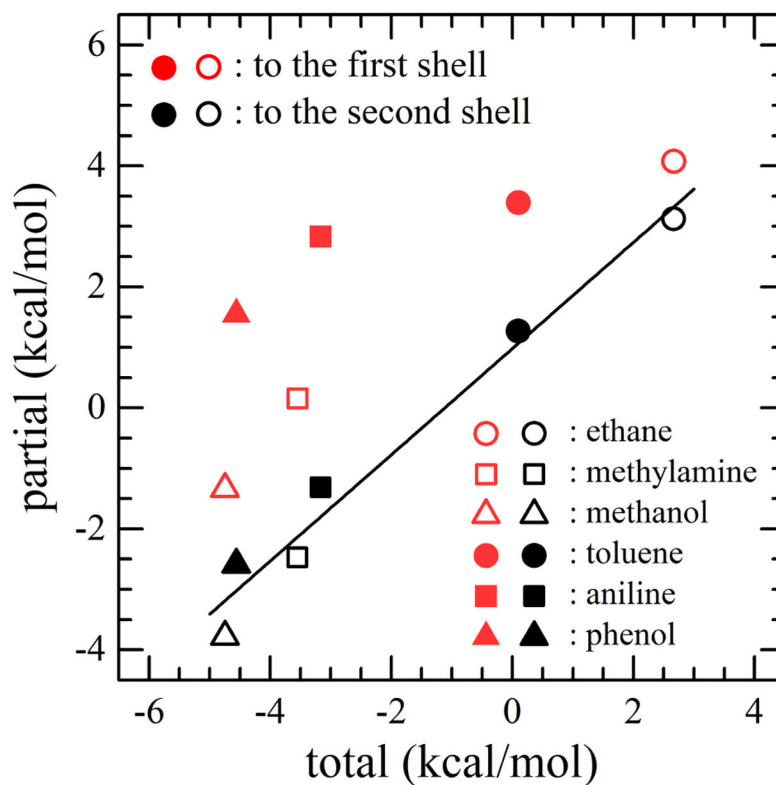 6
4
2
0
-2
-4
partial (kcal/mol)
: to the first shell
: to the second shell
: ethane
: methylamine
: methanol
: toluene
: aniline
: phenol
-6 -4 -2 0 2 4
total (kcal/mol)